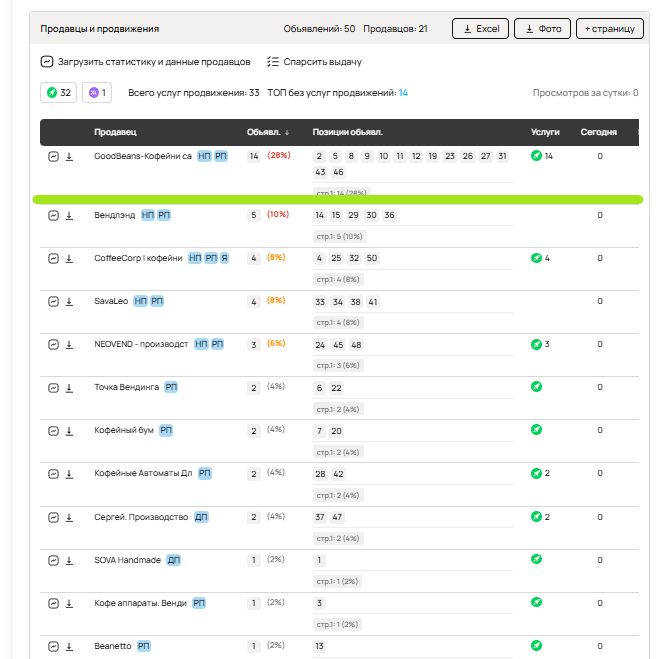 Продавцы и продвижения Объявлений: 50 Продавцов: 21 Excel Фото + страницу
Загрузить статистику и данные продавцов Спарсить выдачу
32 XL 1 Всего услуг продвижения: 33 ТОП без услуг продвижений: 14 Просмотров за сутки: 0
Продавец Объявл. ↓ Позиции объявл. Услуги Сегодня
GoodBeans-Кофейни са НП РП 14 (28%) 2 5 8 9 10 11 12 19 23 26 27 31 14 0
43 46
стр.1: 14 (28%)
Вендлэнд НП РП 5 (10%) 14 15 29 30 36 0
стр.1: 5 (10%)
CoffeeCorp | кофейни НП РП Я 4 (8%) 4 25 32 50 4 0
стр.1: 4 (8%)
SavaLeo НП РП 4 (8%) 33 34 38 41 0
стр.1: 4 (8%)
NEOVEND - производст НП РП 3 (6%) 24 45 48 3 0
стр.1: 3 (6%)
Точка Вендинга РП 2 (4%) 6 22 0
стр.1: 2 (4%)
Кофейный бум РП 2 (4%) 7 20 0
стр.1: 2 (4%)
Кофейные Автоматы Дл РП 2 (4%) 28 42 2 0
стр.1: 2 (4%)
Сергей. Производство ДП 2 (4%) 37 47 2 0
стр.1: 2 (4%)
SOVA Handmade ДП 1 (2%) 1 0
стр.1: 1 (2%)
Кофе аппараты. Венди РП 1 (2%) 3 0
стр.1: 1 (2%)
Beanetto РП 1 (2%) 13 0